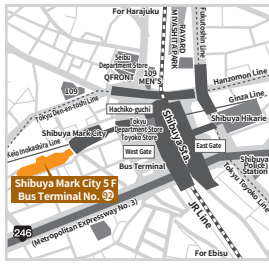 For Harajuku
RAYARD
MIYASHITA PARK
Fukutoshin Line
Seibu
Department Store
QFRONT
109
MEN'S
Hanzomon Line
109
Tokyu Den-en-toshi Line
Hachiko-guchi
Ginza Line
Shibuya Mark City
Tokyu
Department Store
Toyoko Store
Shibuya Hikarie
Shibuya Sta.
Keio Inokashira Line
West Gate
East Gate
Bus Terminal
Shibuya
Police
Station
Tokyu Toyoko Line
Shibuya Mark City 5 F
Bus Terminal No. 92
JR Line
246
(Metropolitan Expressway No. 3)
For Ebisu